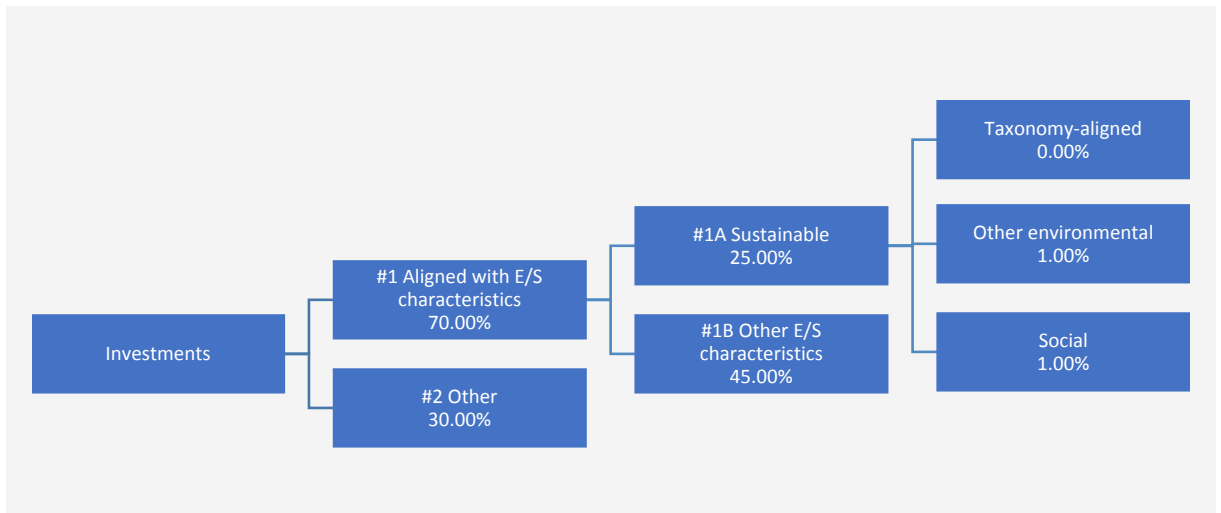 Investments
#1 Aligned with E/S
characteristics
70.00%
#2 Other
30.00%
#1A Sustainable
25.00%
#1B Other E/S
characteristics
45.00%
Taxonomy-aligned
0.00%
Other environmental
1.00%
Social
1.00%